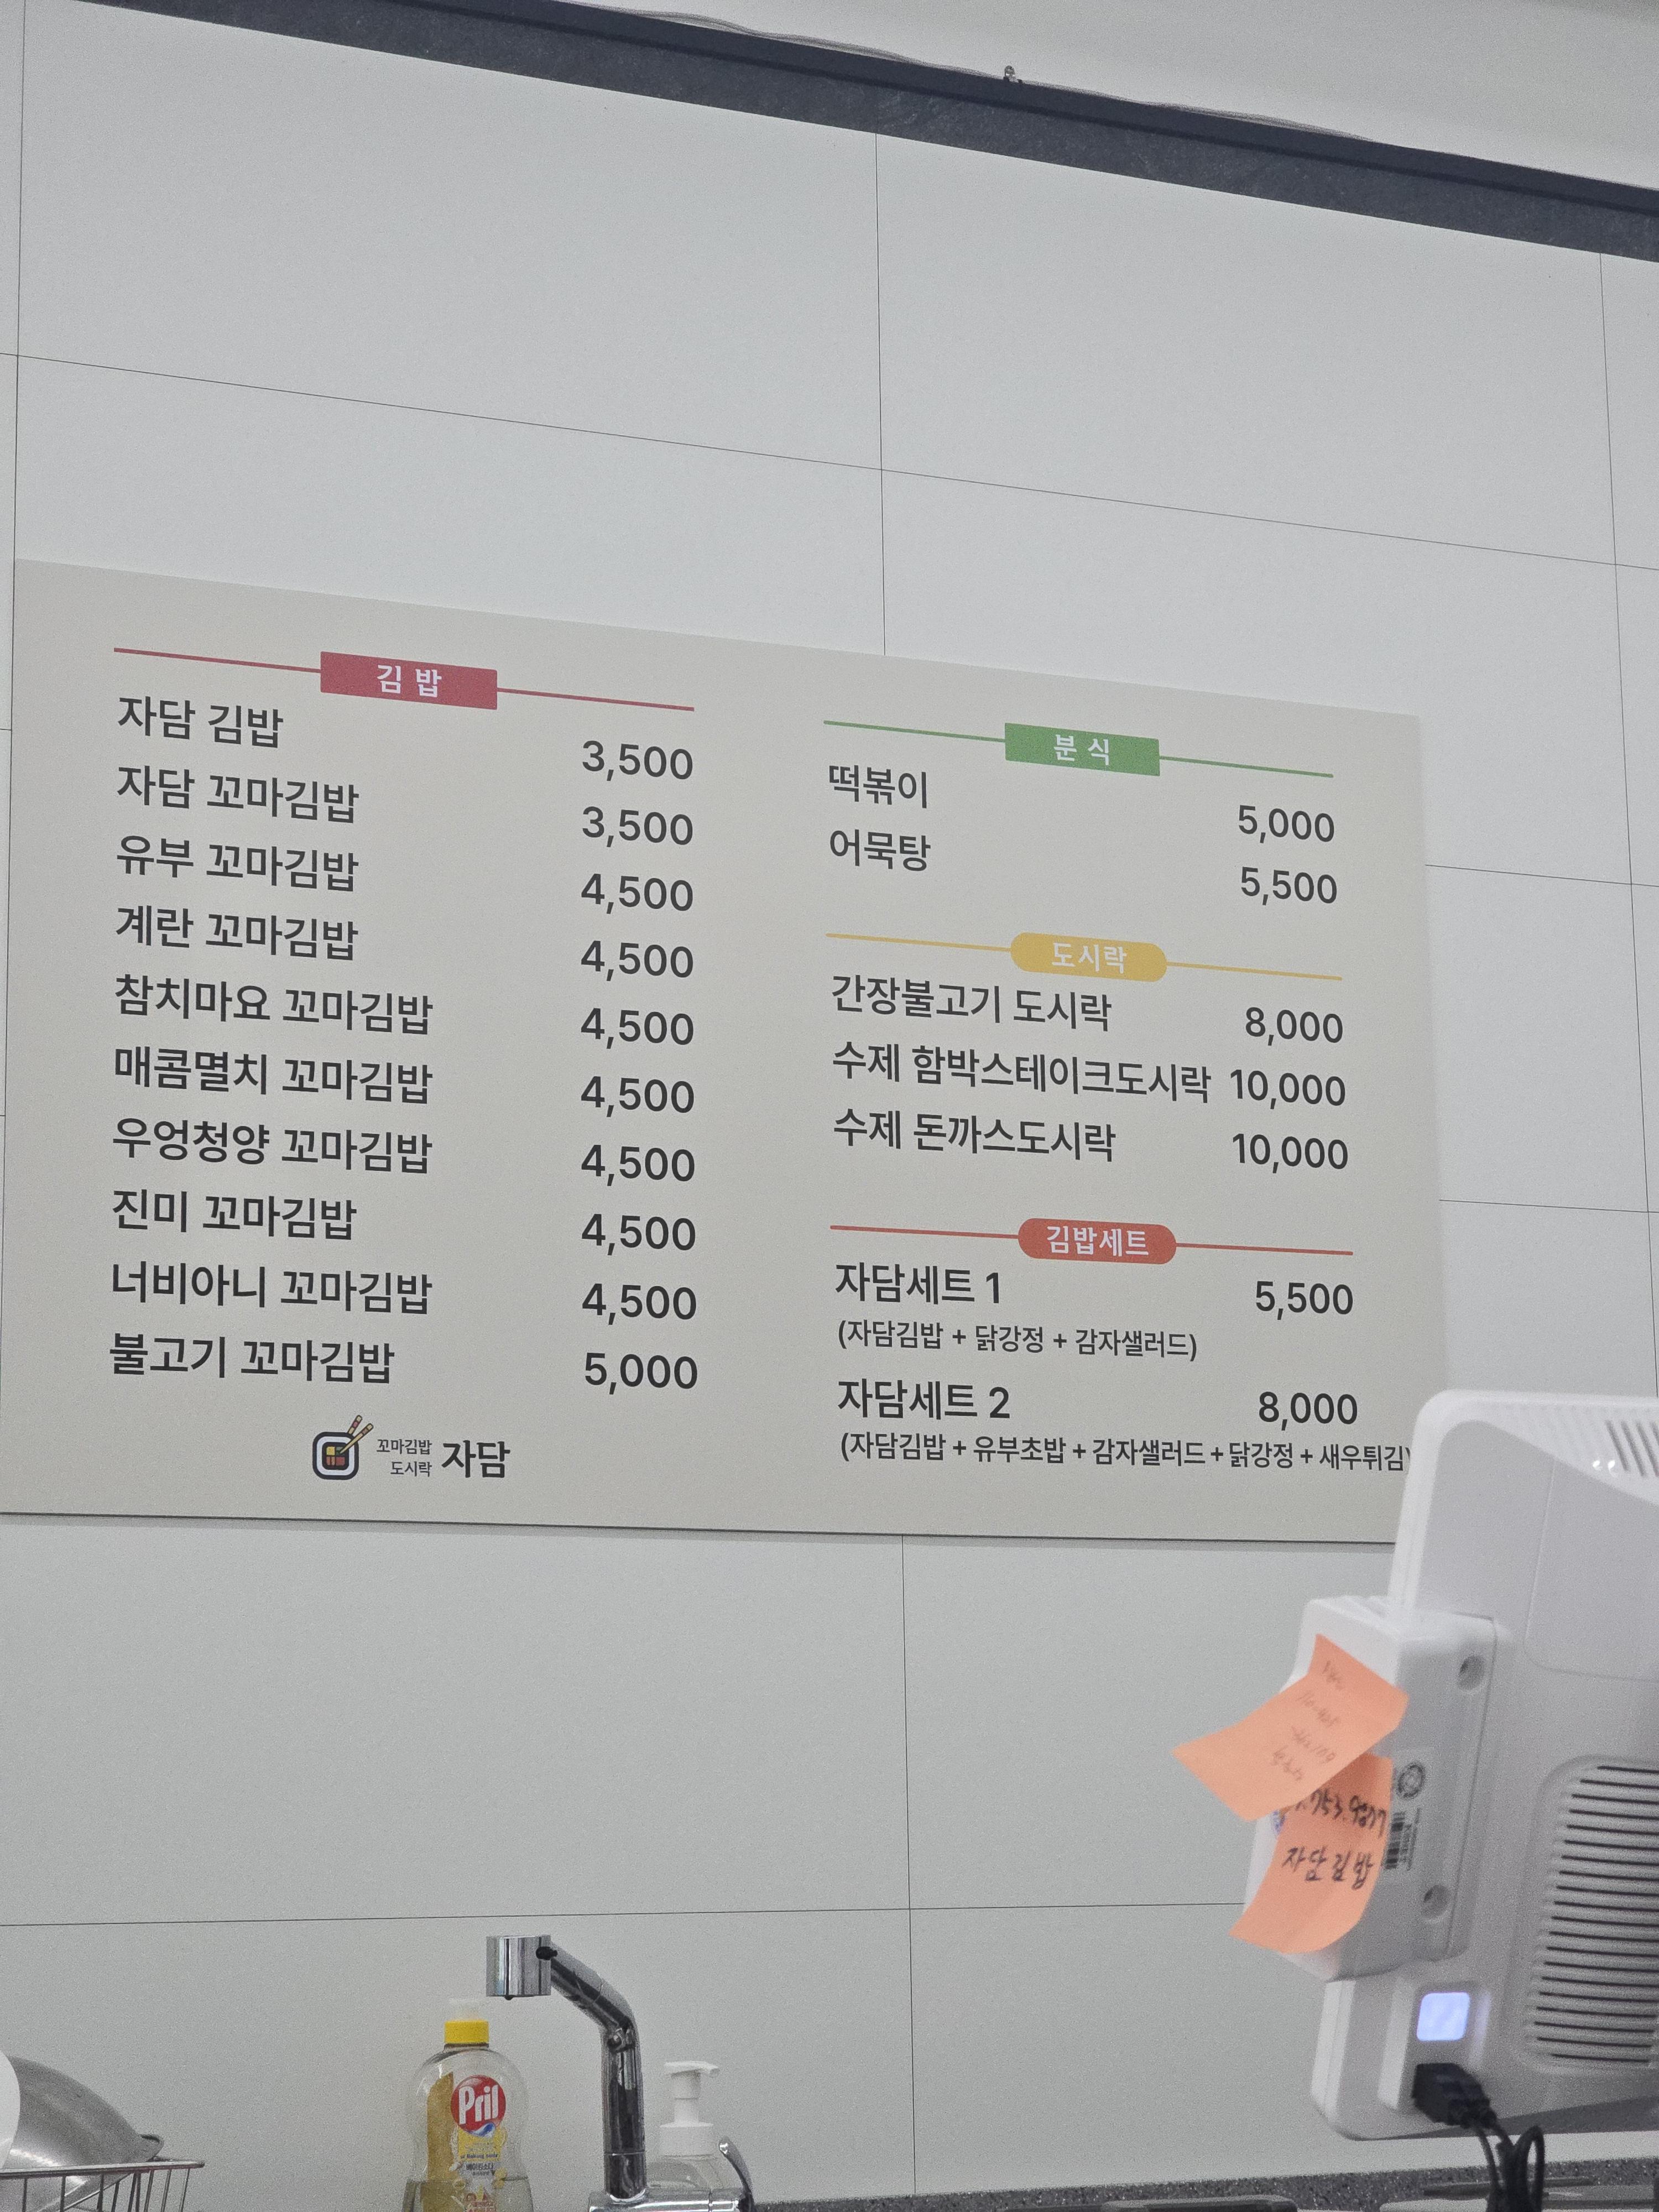 김 밥
자담 김밥 3,500
자담 꼬마김밥 3,500
유부 꼬마김밥 4,500
계란 꼬마김밥 4,500
참치마요 꼬마김밥 4,500
매콤멸치 꼬마김밥 4,500
우엉청양 꼬마김밥 4,500
진미 꼬마김밥 4,500
너비아니 꼬마김밥 4,500
불고기 꼬마김밥 5,000
꼬마김밥
도시락 자담
분 식
떡볶이 5,000
어묵탕 5,500
도시락
간장불고기 도시락 8,000
수제 함박스테이크도시락 10,000
수제 돈까스도시락 10,000
김밥세트
자담세트 1 5,500
(자담김밥 + 닭강정 + 감자샐러드)
자담세트 2 8,000
(자담김밥 + 유부초밥 + 감자샐러드 + 닭강정 + 새우튀김)
자담김밥
Pril